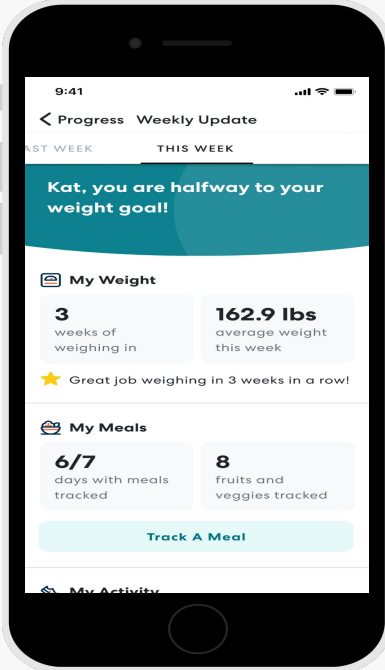 9:41
Progress Weekly Update
AST WEEK THIS WEEK
Kat, you are halfway to your
weight goal!
My Weight
3
weeks of
weighing in
162.9 lbs
average weight
this week
Great job weighing in 3 weeks in a row!
My Meals
6/7
days with meals
tracked
8
fruits and
veggies tracked
Track A Meal
My Activity